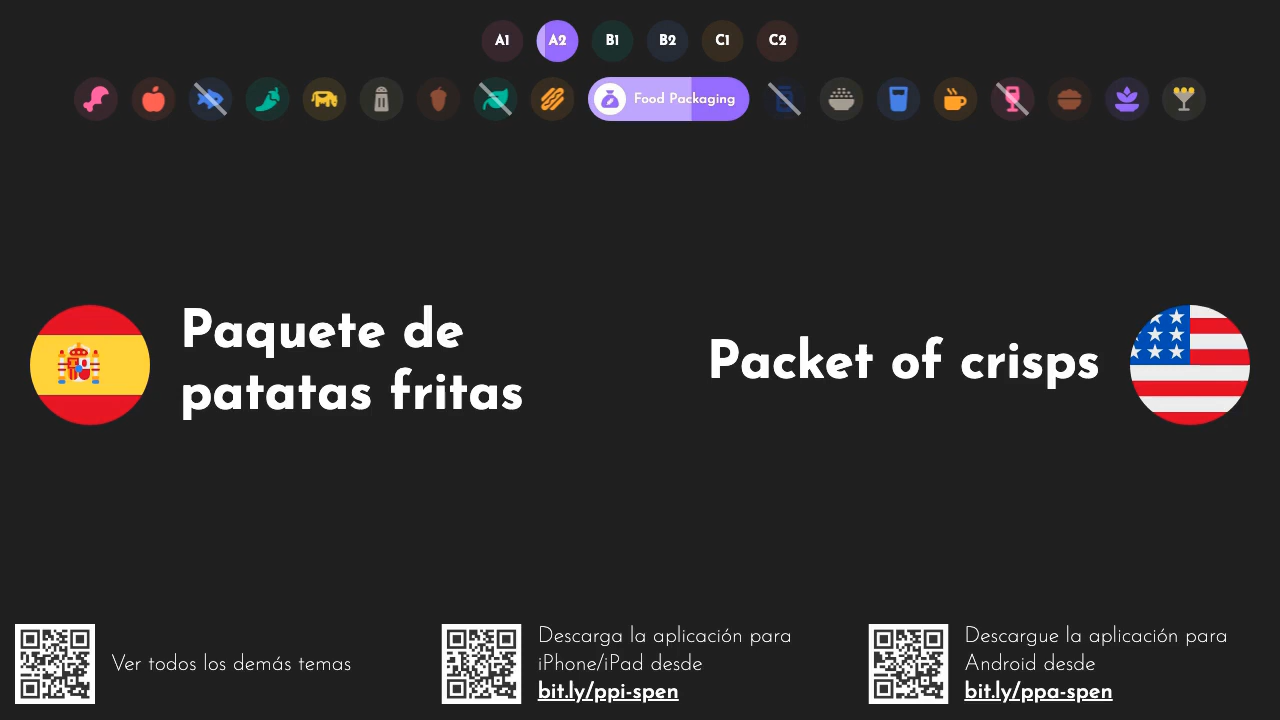 A1 A2 B1 B2 C1 C2
Food Packaging
Paquete de
patatas fritas
Packet of crisps
Ver todos los demás temas
Descarga la aplicación para
iPhone/iPad desde
bit.ly/ppi-spen
Descargue la aplicación para
Android desde
bit.ly/ppa-spen